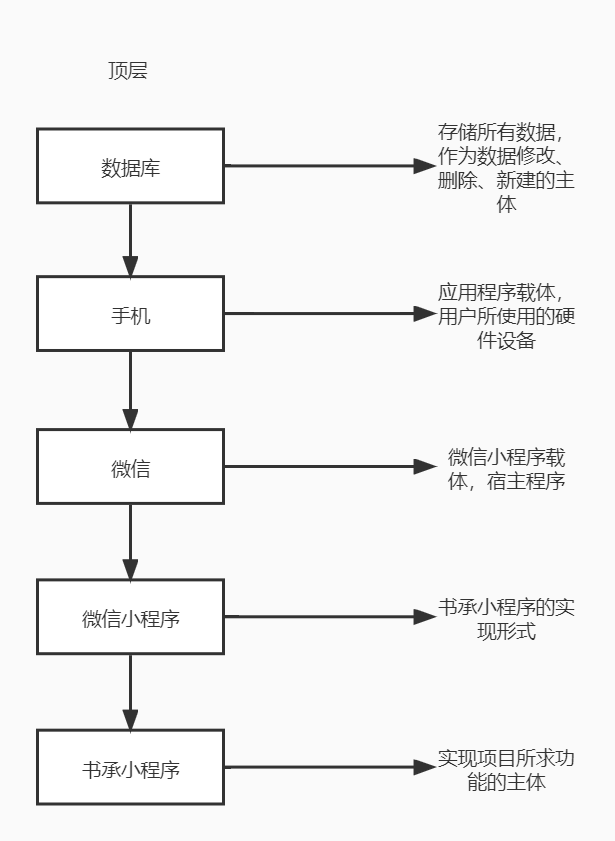 顶层
数据库
存储所有数据，
作为数据修改、
删除、新建的主
体
手机
应用程序载体，
用户所使用的硬
件设备
微信
微信小程序载
体，宿主程序
微信小程序
书承小程序的实
现形式
书承小程序
实现项目所求功
能的主体